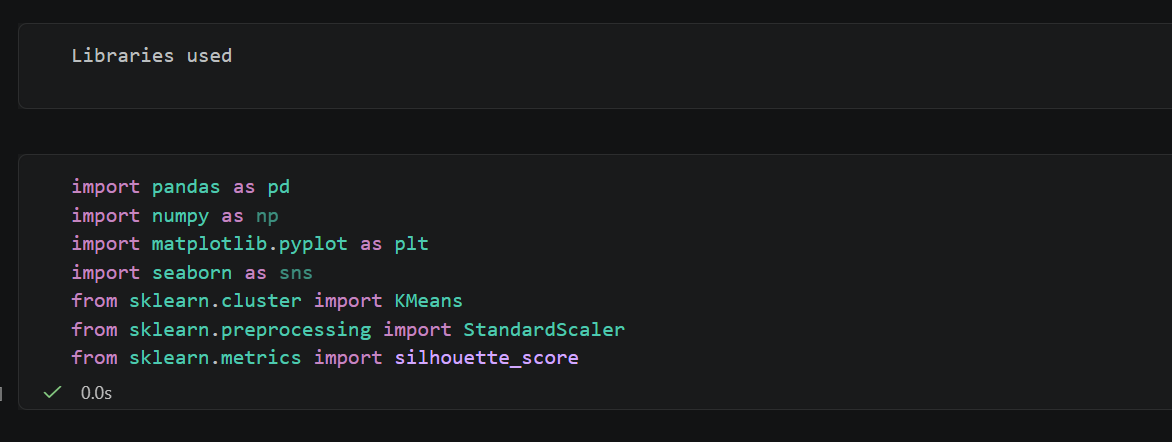 Libraries used
import pandas as pd
import numpy as np
import matplotlib.pyplot as plt
import seaborn as sns
from sklearn.cluster import KMeans
from sklearn.preprocessing import StandardScaler
from sklearn.metrics import silhouette_score
0.0s